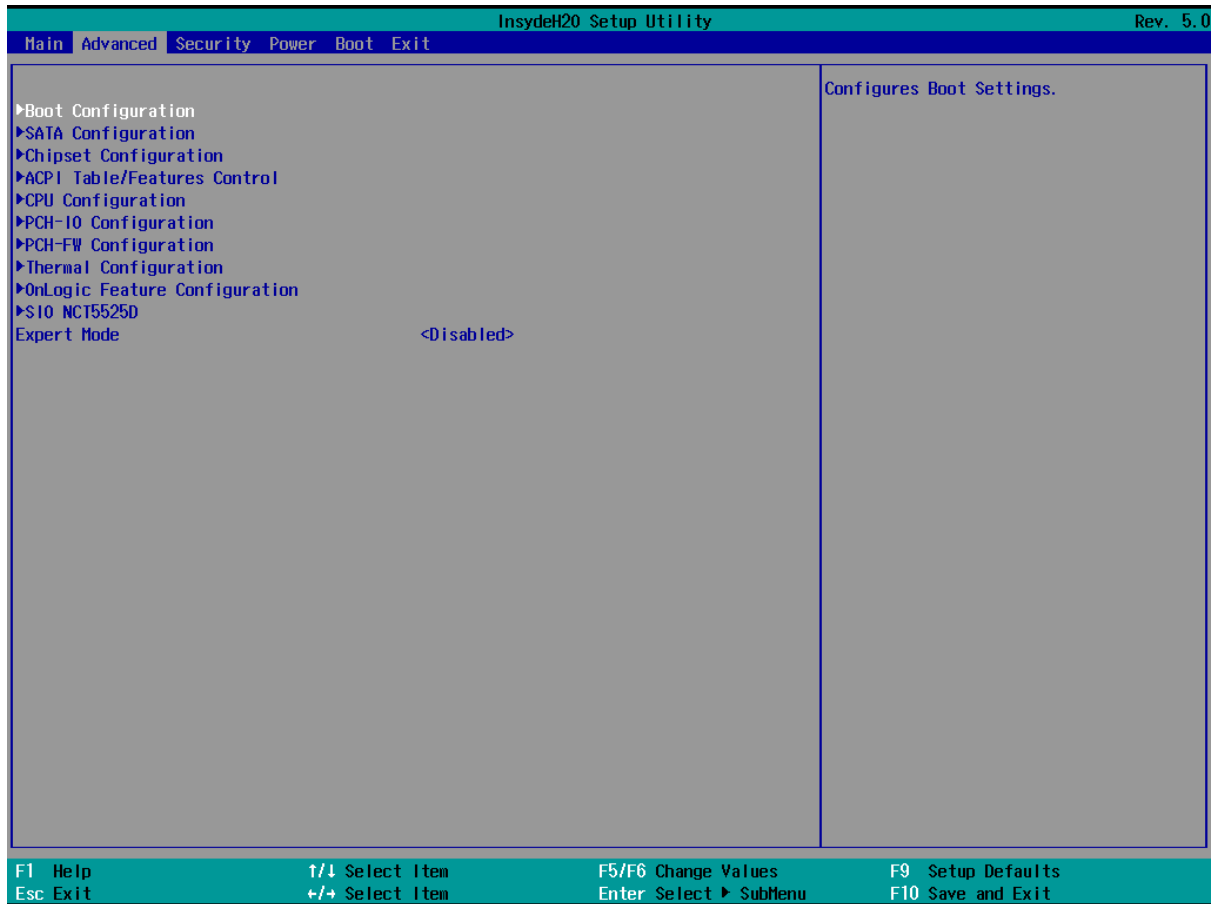 InsydeH20 Setup Utility Rev. 5.0
Main Advanced Security Power Boot Exit
Configures Boot Settings.
▶Boot Configuration
▶SATA Configuration
▶Chipset Configuration
▶ACPI Table/Features Control
▶CPU Configuration
▶PCH-IO Configuration
▶PCH-FW Configuration
▶Thermal Configuration
▶OnLogic Feature Configuration
▶SIO NCT5525D
Expert Mode <Disabled>
F1 Help ↑/↓ Select Item F5/F6 Change Values F9 Setup Defaults
Esc Exit ←/→ Select Item Enter Select ▶ SubMenu F10 Save and Exit